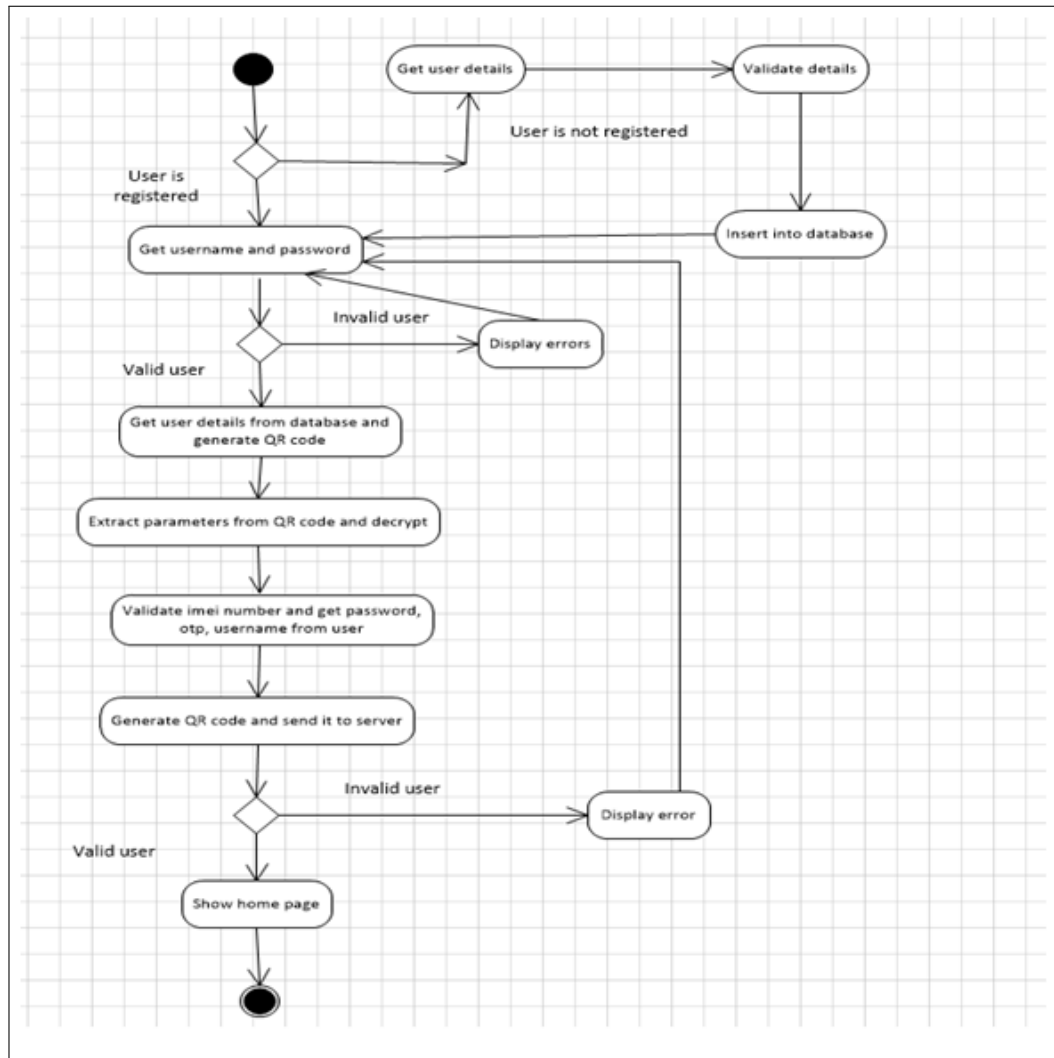 Get user details
Validate details
User is not registered
User is
registered
Insert into database
Get username and password
Invalid user
Display errors
Valid user
Get user details from database and
generate QR code
Extract parameters from QR code and decrypt
Validate imei number and get password,
otp, username from user
Generate QR code and send it to server
Invalid user
Display error
Valid user
Show home page